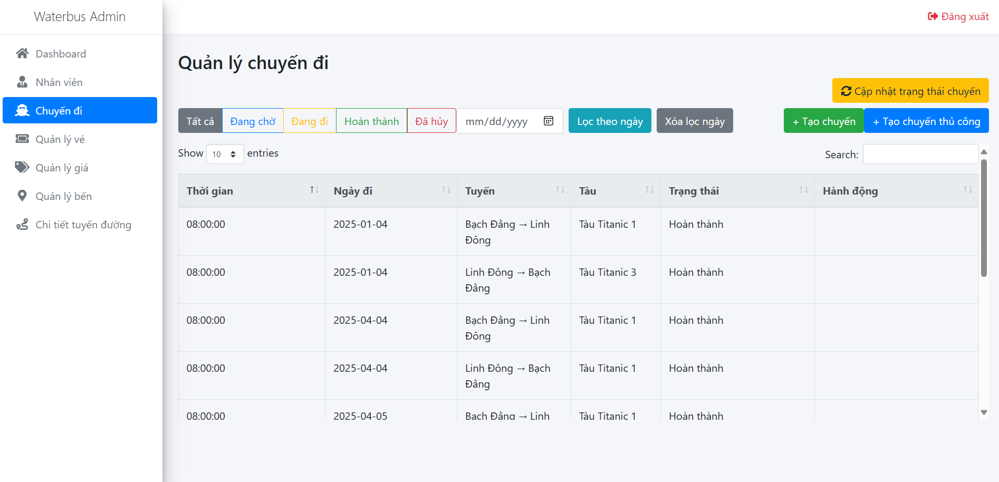 Waterbus Admin
Đăng xuất
Dashboard
Nhân viên
Chuyến đi
Quản lý vé
Quản lý giá
Quản lý bến
Chi tiết tuyến đường
Quản lý chuyến đi
Cập nhật trạng thái chuyến
Tất cả Đang chờ Đang đi Hoàn thành Đã hủy mm/dd/yyyy Lọc theo ngày Xóa lọc ngày + Tạo chuyến + Tạo chuyến thủ công
Show 10 entries Search:
Thời gian Ngày đi Tuyến Tàu Trạng thái Hành động
08:00:00 2025-01-04 Bạch Đằng → Linh Tàu Titanic 1 Hoàn thành
Đông
08:00:00 2025-01-04 Linh Đông → Bạch Tàu Titanic 3 Hoàn thành
Đằng
08:00:00 2025-04-04 Bạch Đằng → Linh Tàu Titanic 1 Hoàn thành
Đông
08:00:00 2025-04-04 Linh Đông → Bạch Tàu Titanic 1 Hoàn thành
Đằng
08:00:00 2025-04-05 Bạch Đằng → Linh Tàu Titanic 1 Hoàn thành